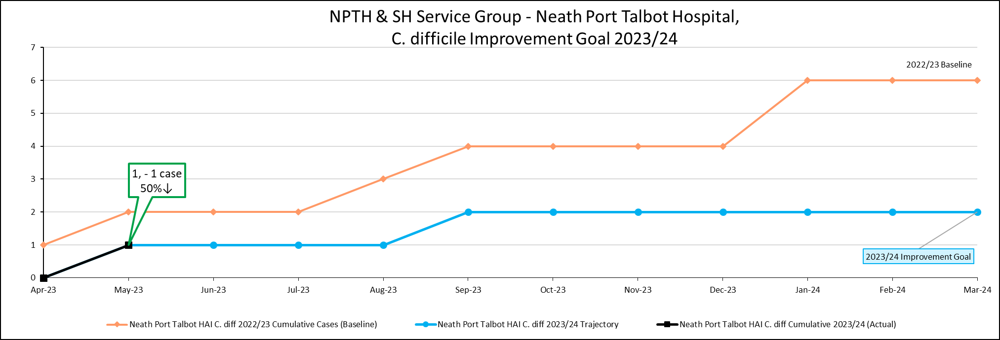 NPTH & SH Service Group - Neath Port Talbot Hospital,
C. difficile Improvement Goal 2023/24
7
6
5
4
3
2
1
0
2022/23 Baseline
1, - 1 case
50%↓
2023/24 Improvement Goal
Apr-23 May-23 Jun-23 Jul-23 Aug-23 Sep-23 Oct-23 Nov-23 Dec-23 Jan-24 Feb-24 Mar-24
Neath Port Talbot HAI C. diff 2022/23 Cumulative Cases (Baseline) Neath Port Talbot HAI C. diff 2023/24 Trajectory Neath Port Talbot HAI C. diff Cumulative 2023/24 (Actual)